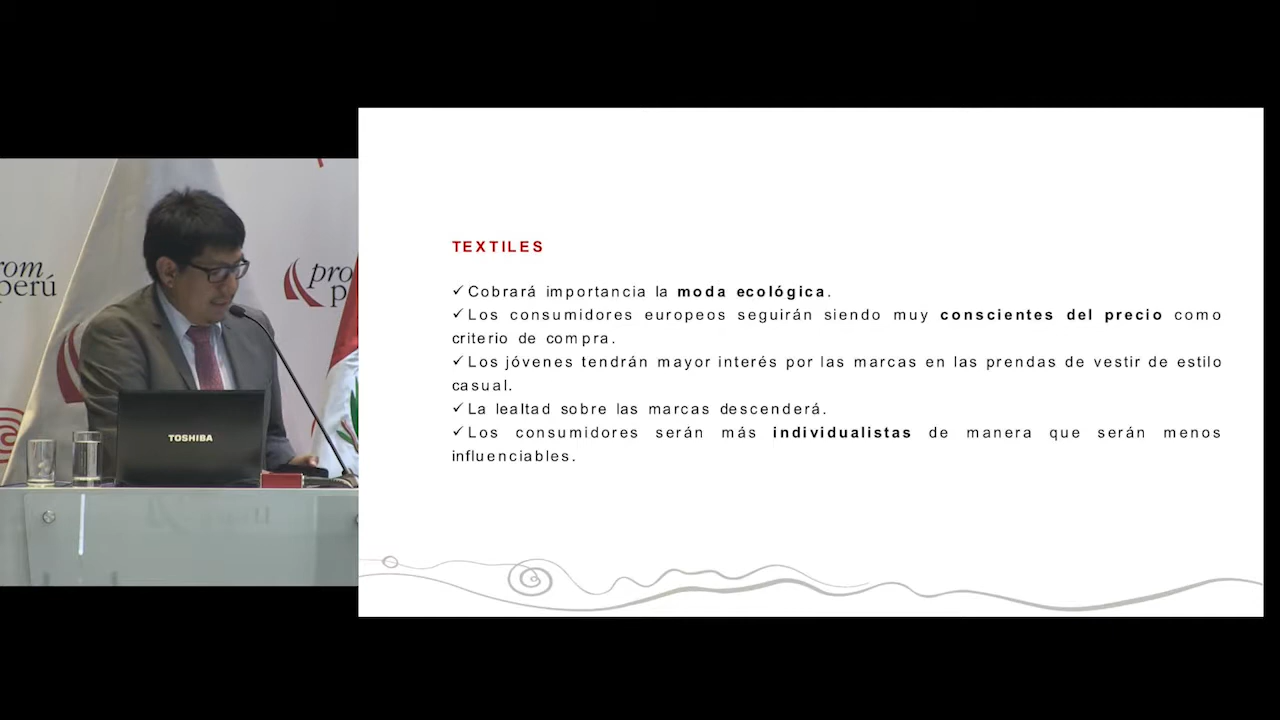 TEXTILES
✓Cobrará importancia la moda ecológica.
✓Los consumidores europeos seguirán siendo muy conscientes del precio como
criterio de compra.
✓Los jóvenes tendrán mayor interés por las marcas en las prendas de vestir de estilo
casual.
✓La lealtad sobre las marcas descenderá.
✓Los consumidores serán más individualistas de manera que serán menos
influenciables.
perú
TOSHIBA